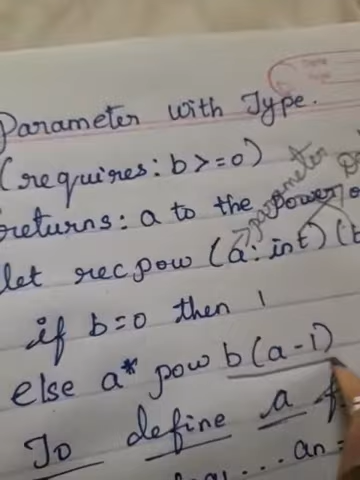 Parameter with Type.
(requires: b>=0)
returns: a to the power
parameter
let rec pow (a: int) (b
if b=0 then 1
else a* pow b(a-1)
To define a f
... an =